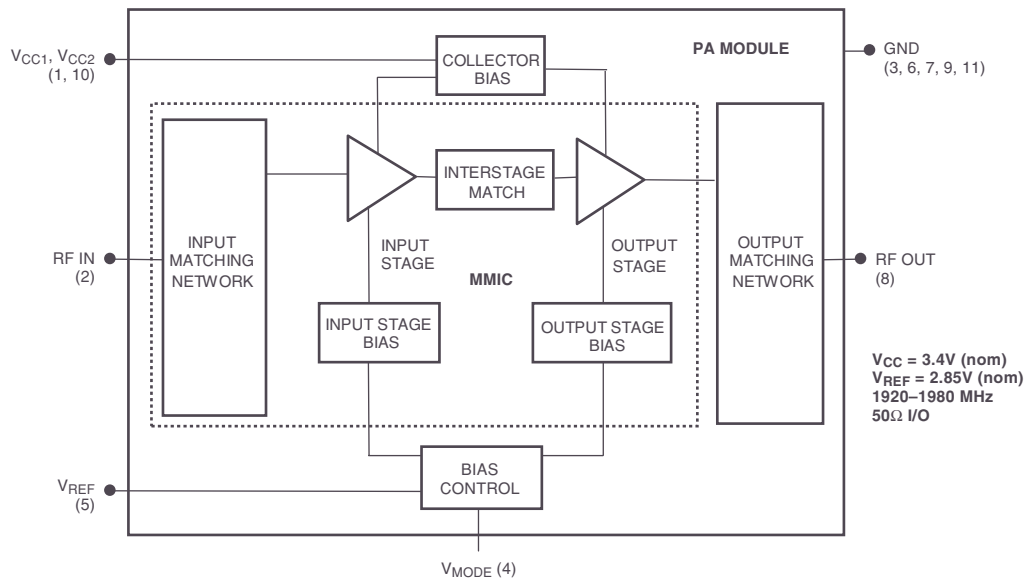 VCC1, VCC2
(1, 10)
COLLECTOR
BIAS
PA MODULE
GND
(3, 6, 7, 9, 11)
INTERSTAGE
MATCH
INPUT
STAGE
OUTPUT
STAGE
MMIC
RF IN
(2)
INPUT
MATCHING
NETWORK
OUTPUT
MATCHING
NETWORK
RF OUT
(8)
INPUT STAGE
BIAS
OUTPUT STAGE
BIAS
VCC = 3.4V (nom)
VREF = 2.85V (nom)
1920–1980 MHz
50Ω I/O
VREF
(5)
BIAS
CONTROL
VMODE (4)